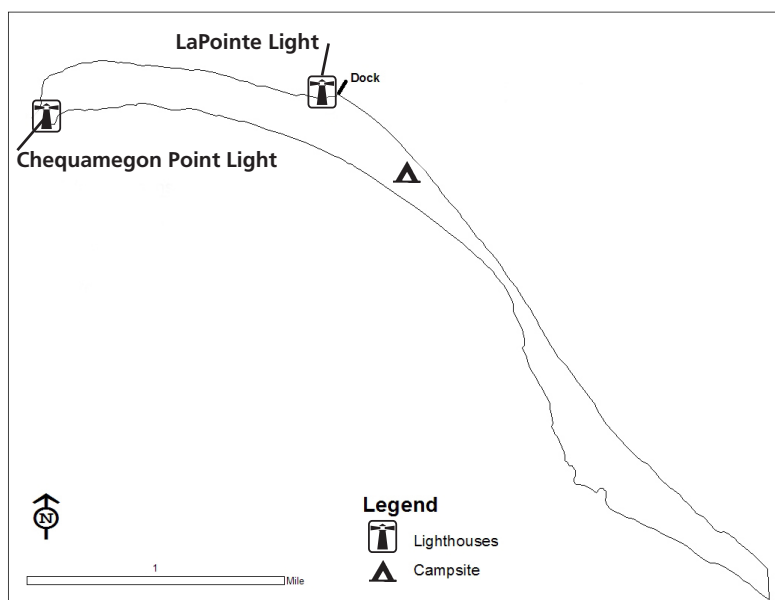 LaPointe Light
Dock
Chequamegon Point Light
N
1
Mile
Legend
Lighthouses
Campsite